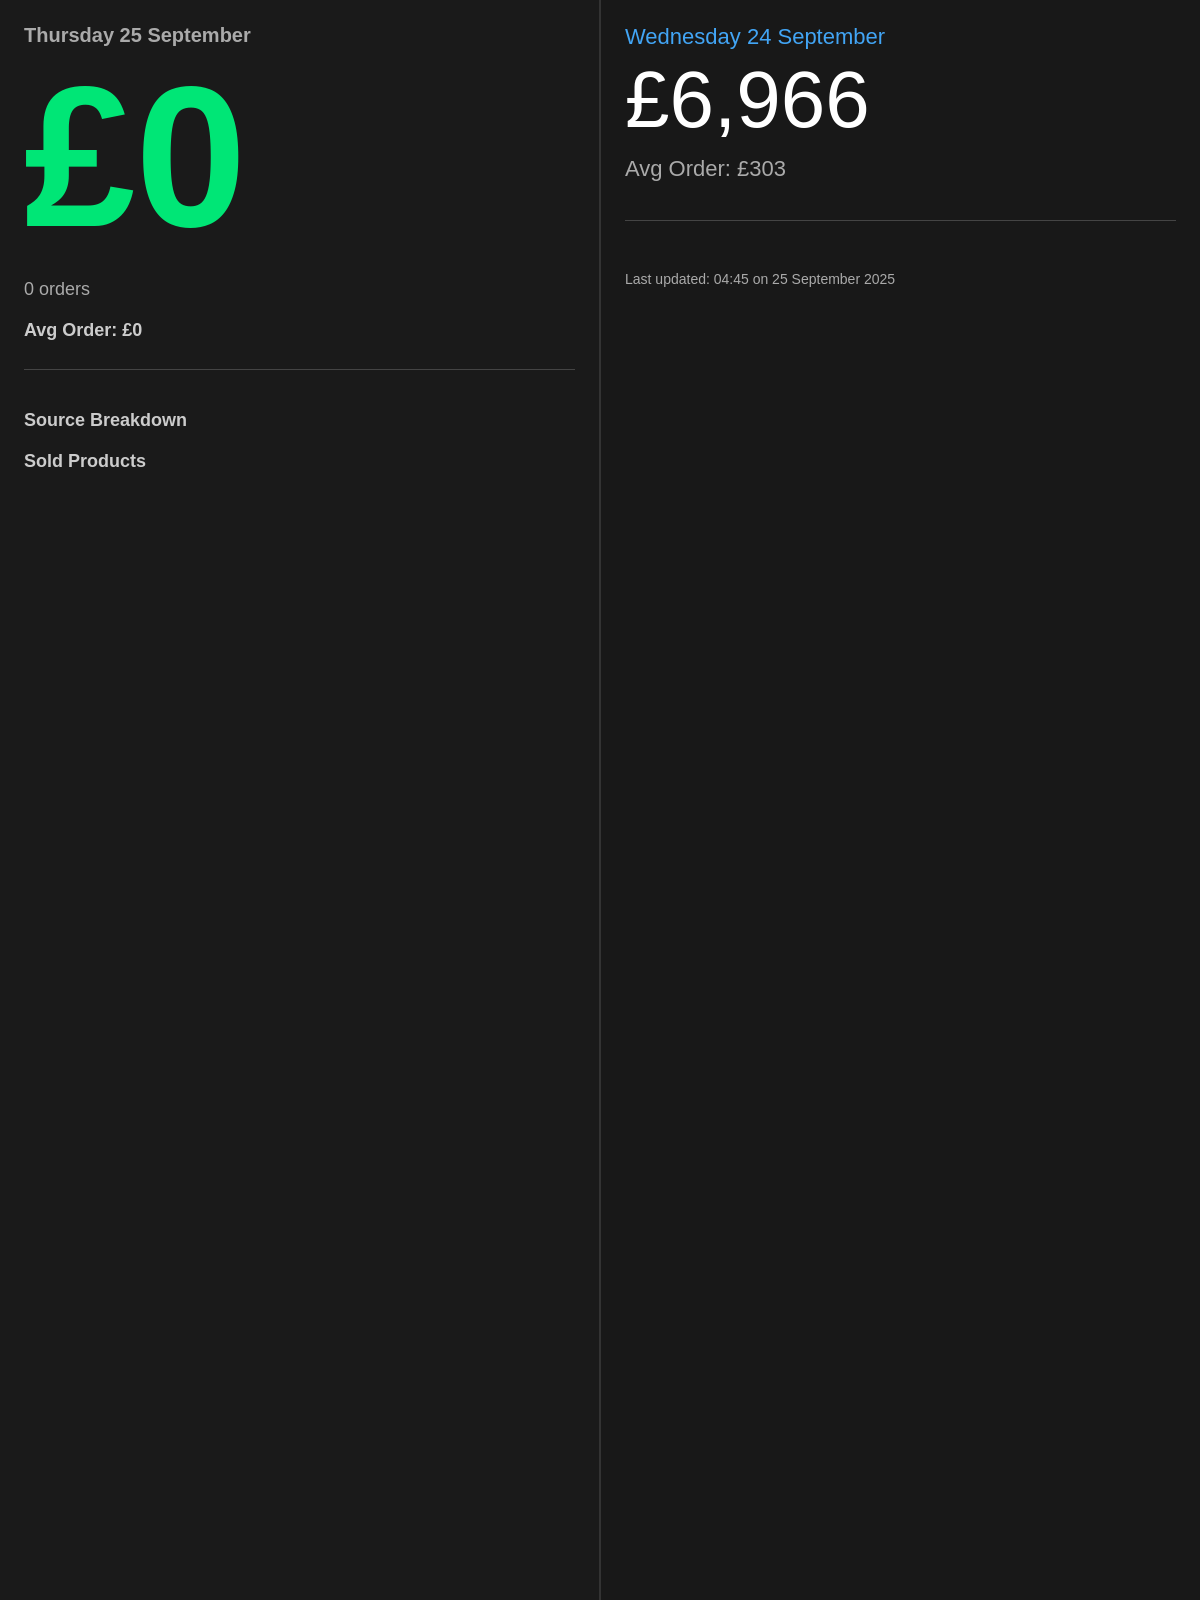 Thursday 25 September
£0
0 orders
Avg Order: £0
Source Breakdown
Sold Products
Wednesday 24 September
£6,966
Avg Order: £303
Last updated: 04:45 on 25 September 2025